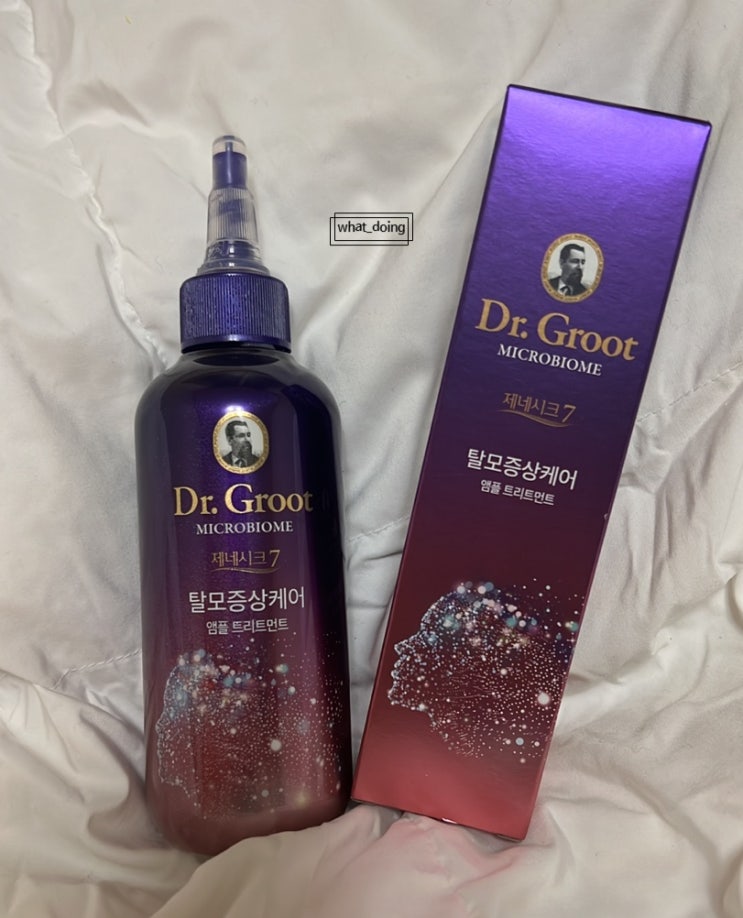 what_doing
Dr. Groot
MICROBIOME
제네시크7
탈모증상케어
앰플 트리트먼트
Dr. Groot
MICROBIOME
제네시크7
탈모증상케어
앰플 트리트먼트